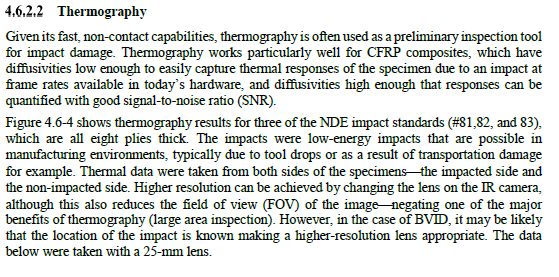 4.6.2.2 Thermography
Given its fast, non-contact capabilities, thermography is often used as a preliminary inspection tool
for impact damage. Thermography works particularly well for CFRP composites, which have
diffusivities low enough to easily capture thermal responses of the specimen due to an impact at
frame rates available in today's hardware, and diffusivities high enough that responses can be
quantified with good signal-to-noise ratio (SNR).
Figure 4.6-4 shows thermography results for three of the NDE impact standards (#81,82, and 83),
which are all eight plies thick. The impacts were low-energy impacts that are possible in
manufacturing environments, typically due to tool drops or as a result of transportation damage
for example. Thermal data were taken from both sides of the specimens—the impacted side and
the non-impacted side. Higher resolution can be achieved by changing the lens on the IR camera,
although this also reduces the field of view (FOV) of the image—negating one of the major
benefits of thermography (large area inspection). However, in the case of BVID, it may be likely
that the location of the impact is known making a higher-resolution lens appropriate. The data
below were taken with a 25-mm lens.